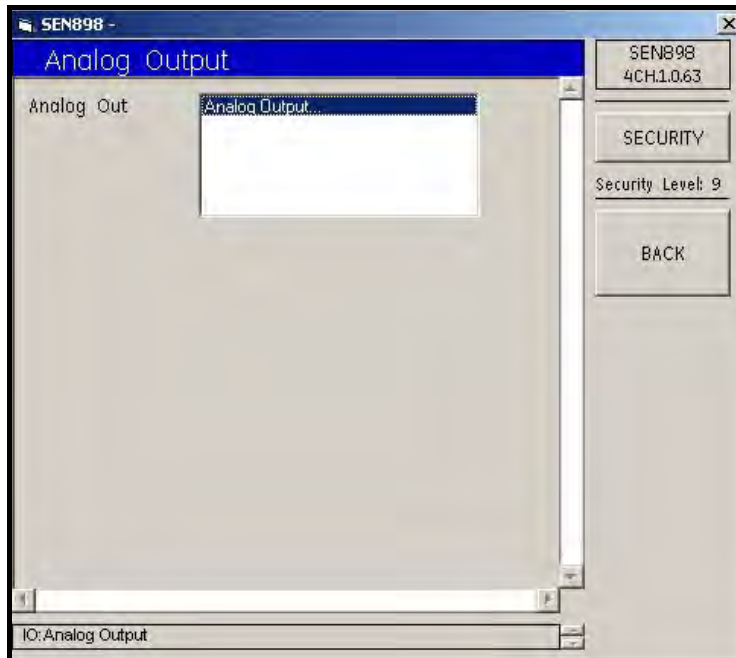 SEN898 -
Analog Output
Analog Out
Analog Output...
SEN898
4CH.1.0.63
SECURITY
Security Level: 9
BACK
IO:Analog Output